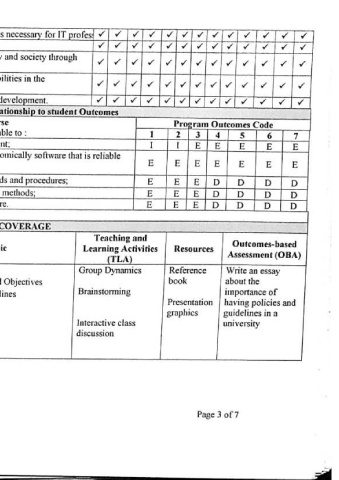 s necessary for IT profes ✓ ✓ ✓ ✓ ✓ ✓ ✓ ✓ ✓ ✓ ✓ ✓
✓ ✓ ✓ ✓ ✓ ✓ ✓ ✓ ✓ ✓ ✓ ✓
y and society through ✓ ✓ ✓ ✓ ✓ ✓ ✓ ✓ ✓ ✓ ✓ ✓
bilities in the ✓ ✓ ✓ ✓ ✓ ✓ ✓ ✓ ✓ ✓ ✓ ✓
development. ✓ ✓ ✓ ✓ ✓ ✓ ✓ ✓ ✓ ✓ ✓ ✓
ationship to student Outcomes
rse Program Outcomes Code
ble to : 1 2 3 4 5 6 7
nt; I I E E E E E
omically software that is reliable E E E E E E E
ds and procedures; E E E D D D D
methods; E E E D D D D
re. E E E D D D D
COVERAGE
ic
Teaching and
Learning Activities
(TLA)
Resources
Outcomes-based
Assessment (OBA)
l Objectives
lines
Group Dynamics
Brainstorming
Interactive class
discussion
Reference
book
Presentation
graphics
Write an essay
about the
importance of
having policies and
guidelines in a
university
Page 3 of 7